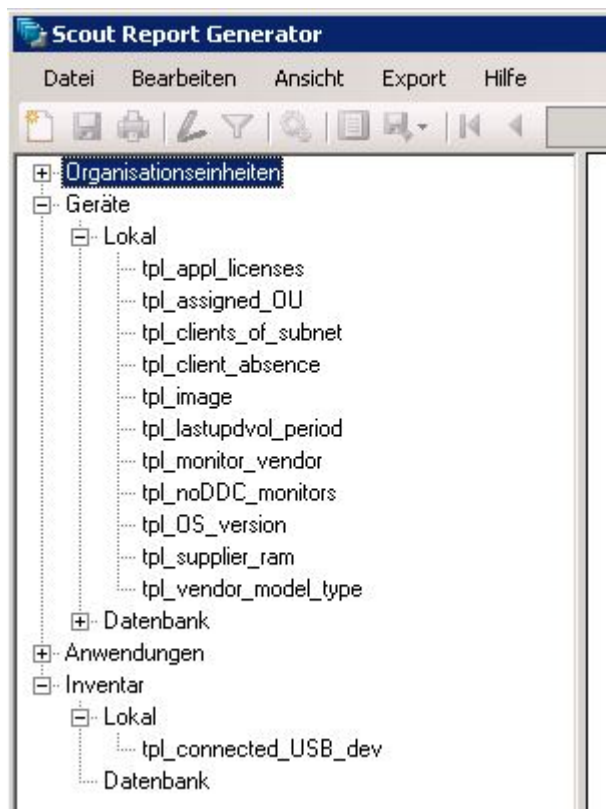 Scout Report Generator
Datei Bearbeiten Ansicht Export Hilfe
Organisationseinheiten
Geräte
Lokal
tpl_appl_licenses
tpl_assigned_OU
tpl_clients_of_subnet
tpl_client_absence
tpl_image
tpl_lastupdvol_period
tpl_monitor_vendor
tpl_noDDC_monitors
tpl_OS_version
tpl_supplier_ram
tpl_vendor_model_type
Datenbank
Anwendungen
Inventar
Lokal
tpl_connected_USB_dev
Datenbank